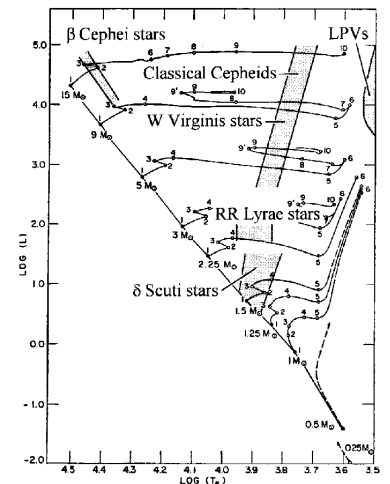 β Cephei stars
LPVs
Classical Cepheids
W Virginis stars
RR Lyrae stars
δ Scuti stars
15 M⊙
9 M⊙
5 M⊙
3 M⊙
2.25 M⊙
1.5 M⊙
1.25 M⊙
1 M⊙
0.5 M⊙
0.25 M⊙
LOG (L)
5.0
4.0
3.0
2.0
1.0
0.0
-1.0
-2.0
4.5
4.4
4.3
4.2
4.1
4.0
3.9
3.8
3.7
3.6
3.5
LOG (Tₑ)